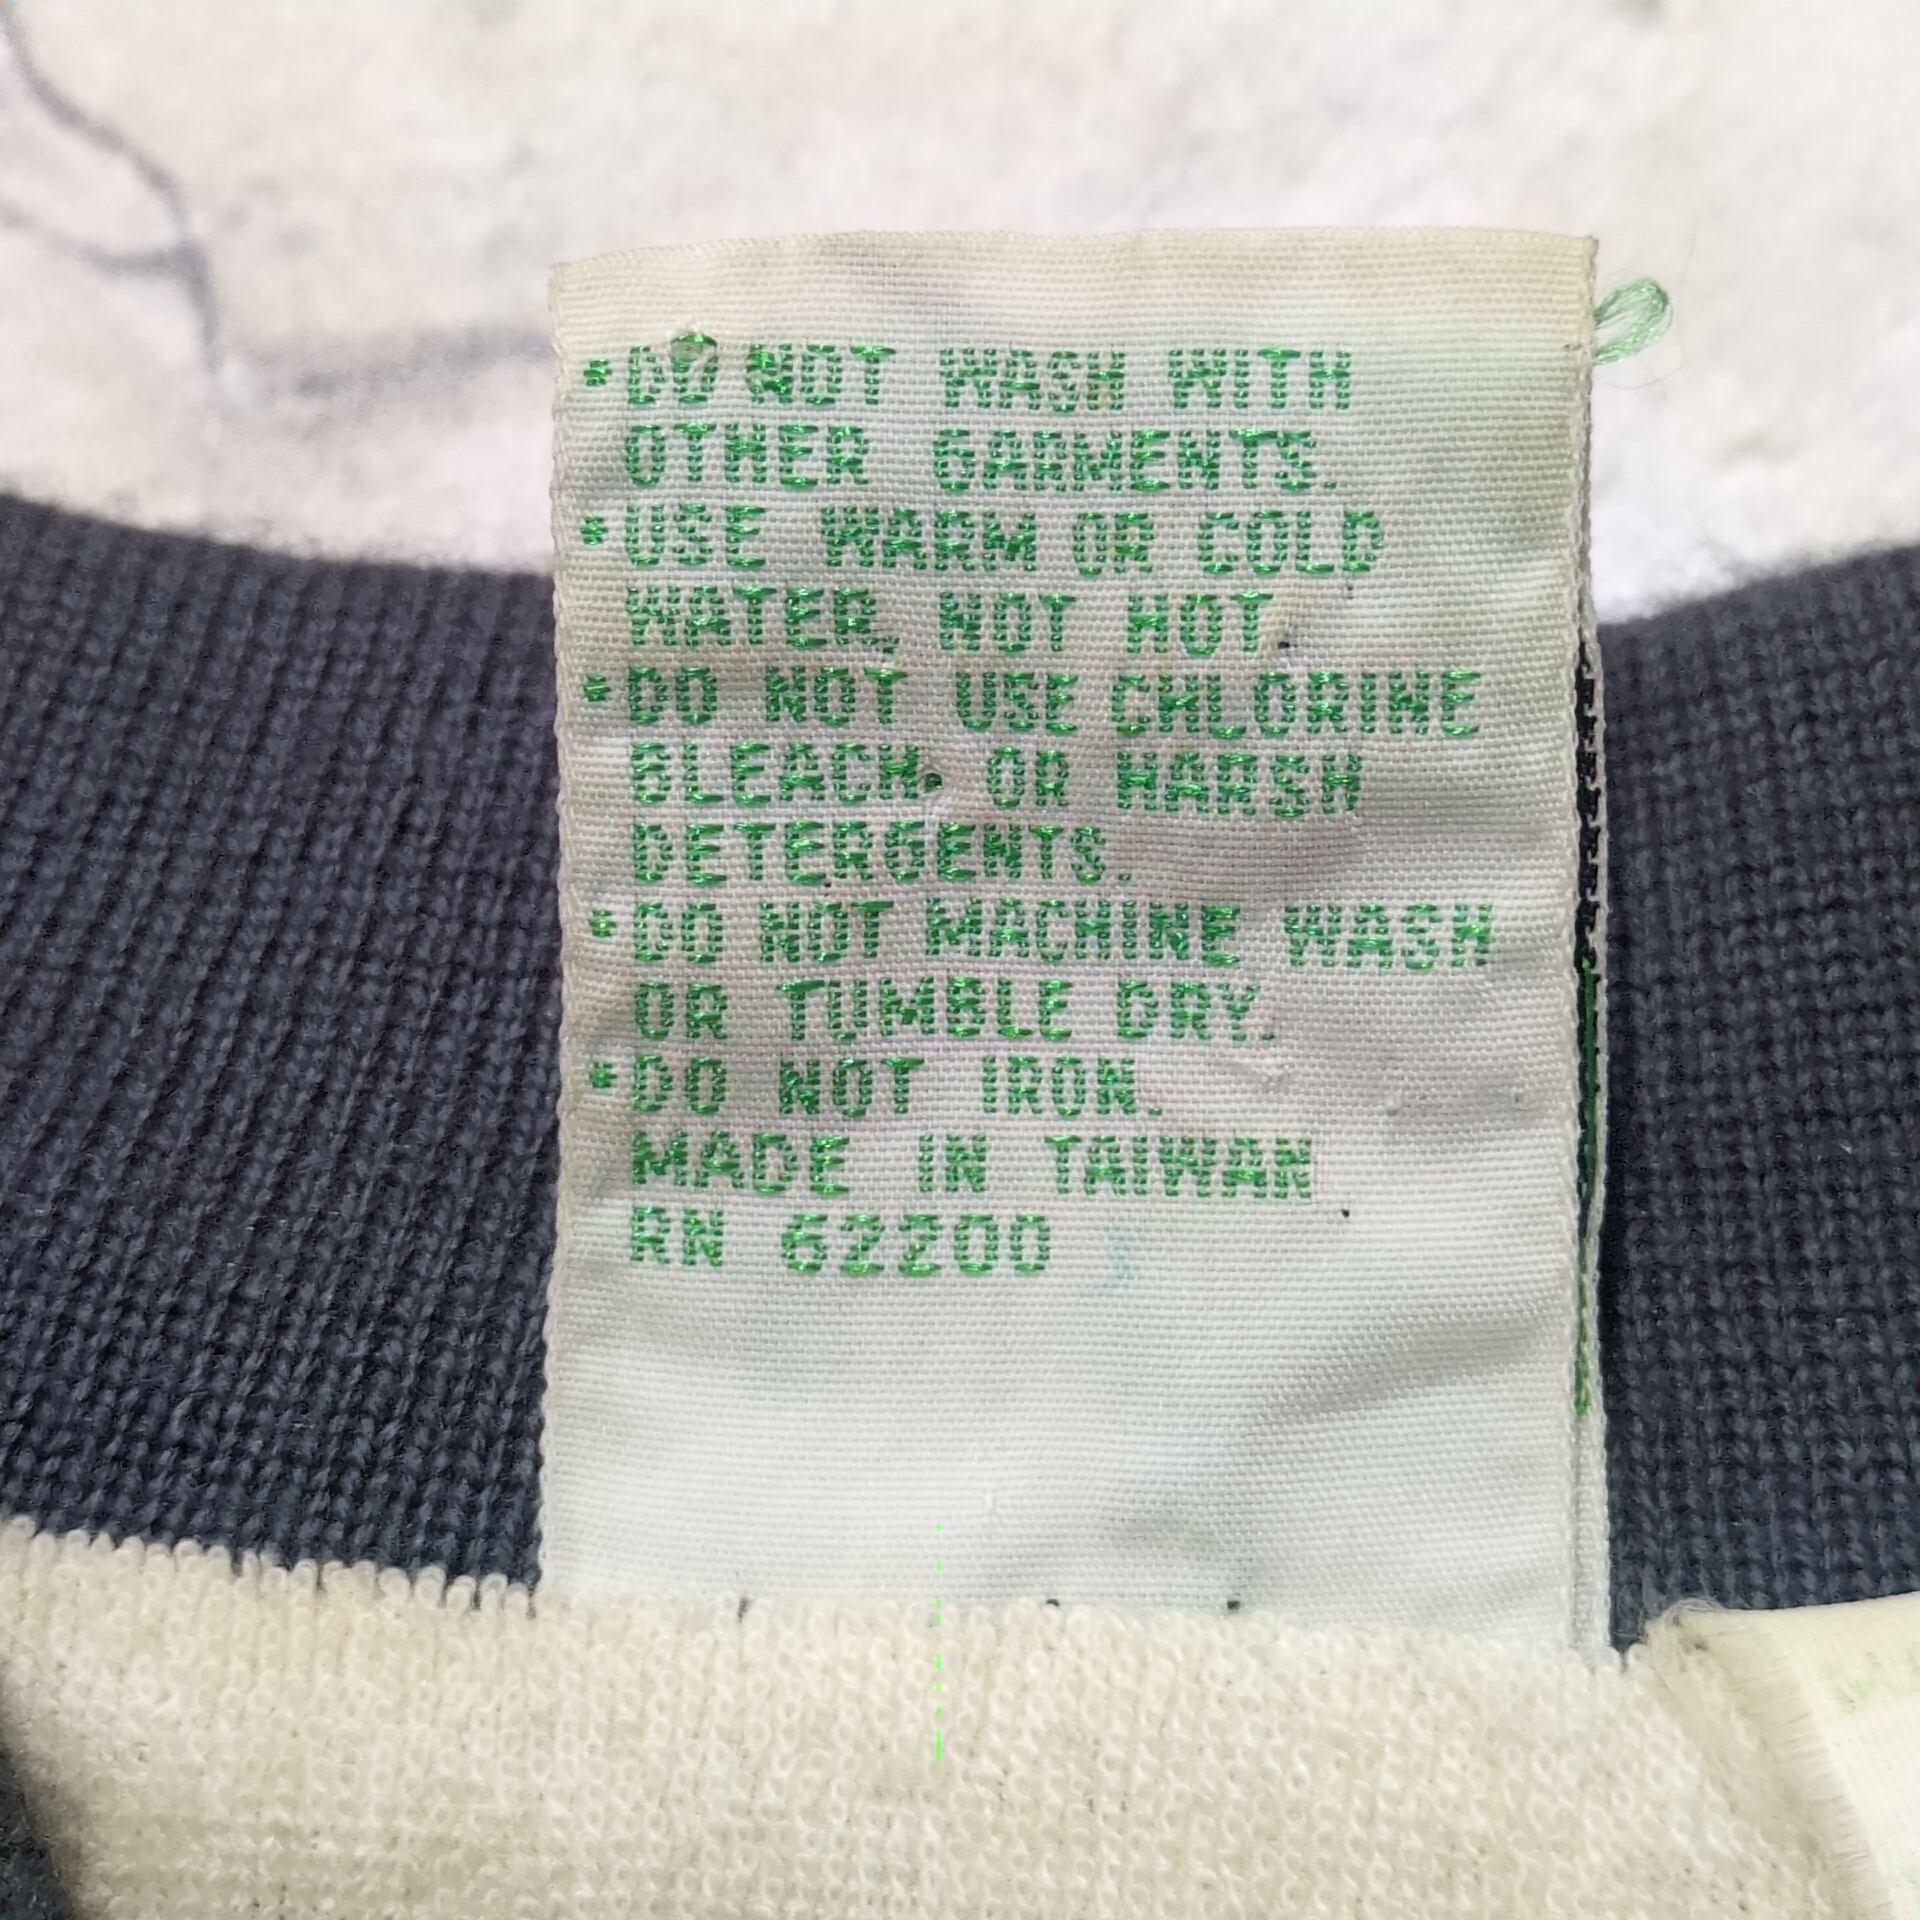 •DO NOT WASH WITH
OTHER GARMENTS.
•USE WARM OR COLD
WATER, NOT HOT.
•DO NOT USE CHLORINE
BLEACH. OR HARSH
DETERGENTS.
•DO NOT MACHINE WASH
OR TUMBLE DRY.
•DO NOT IRON.
MADE IN TAIWAN
RN 62200